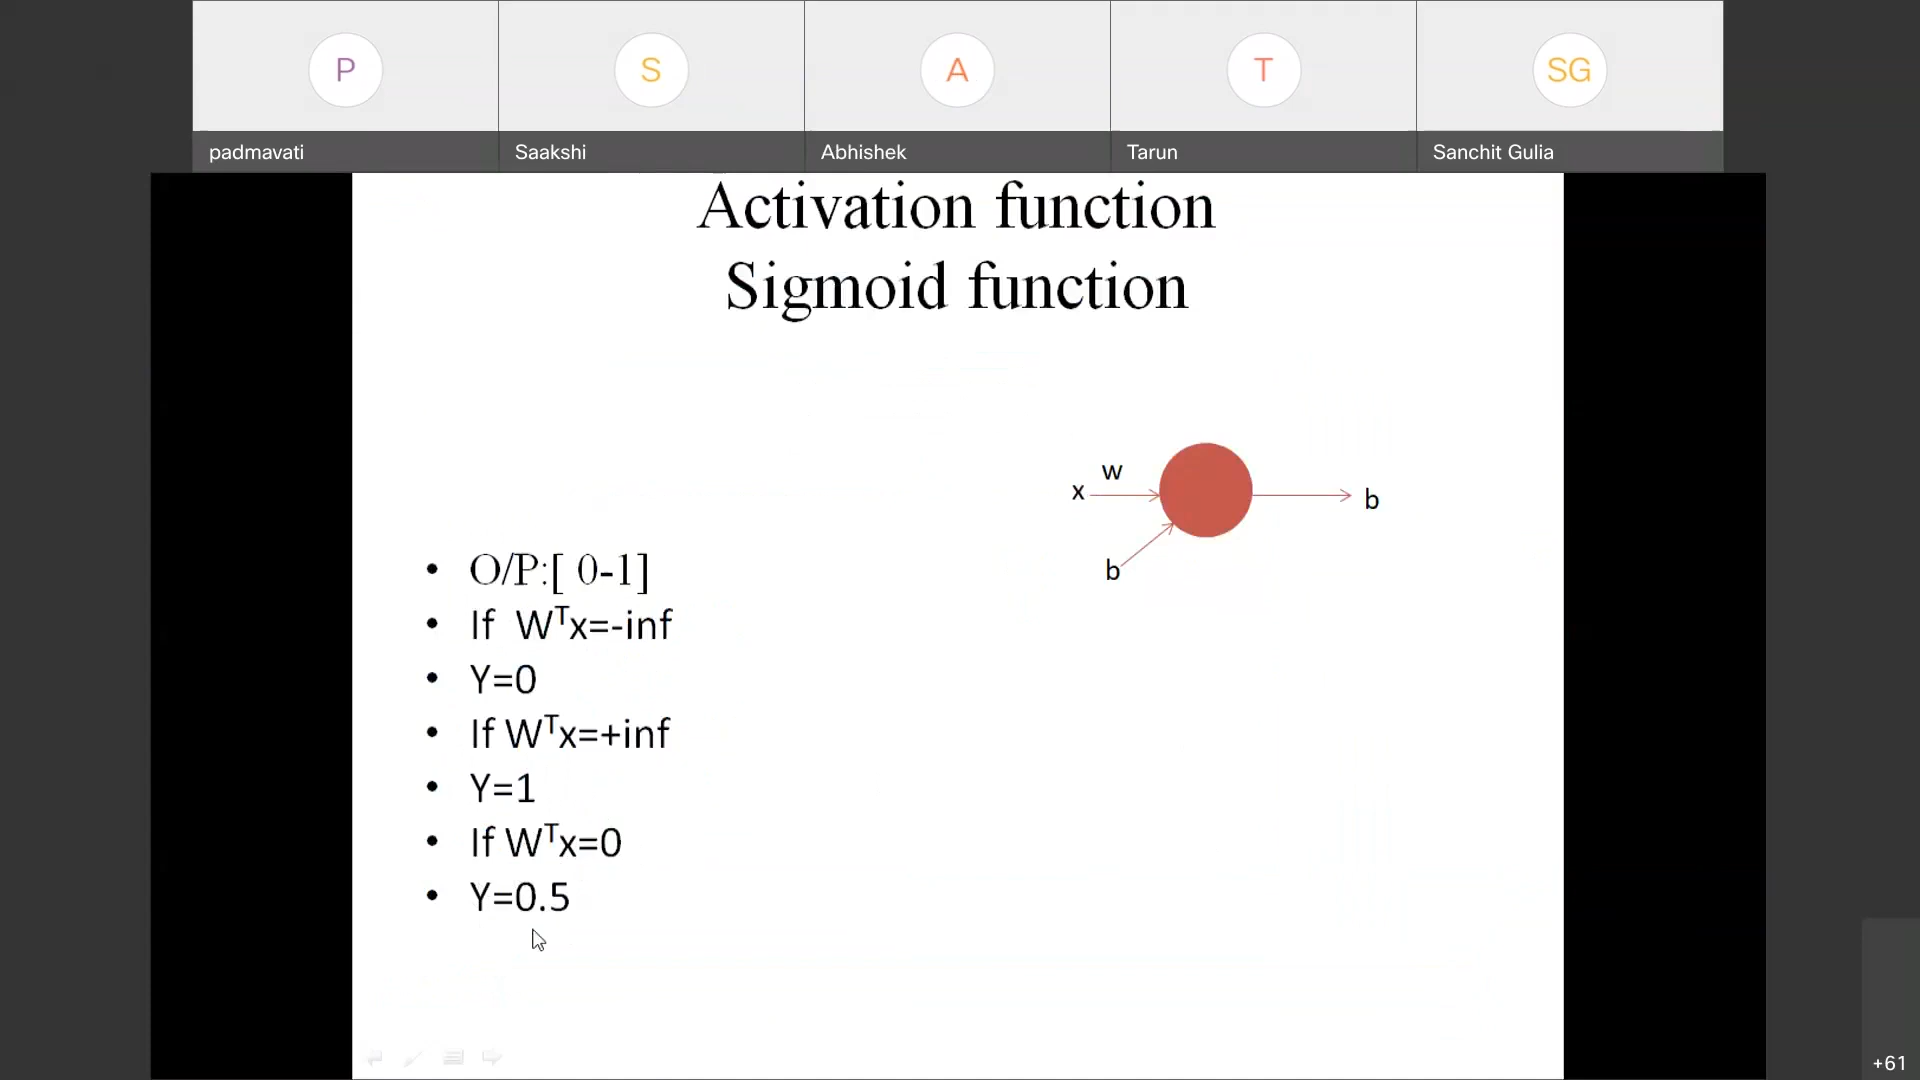 P
S
A
T
SG
padmavati
Saakshi
Abhishek
Tarun
Sanchit Gulia
Activation function
Sigmoid function
w
x
b
b
• O/P:[ 0-1]
• If Wᵀx=-inf
• Y=0
• If Wᵀx=+inf
• Y=1
• If Wᵀx=0
• Y=0.5
+61